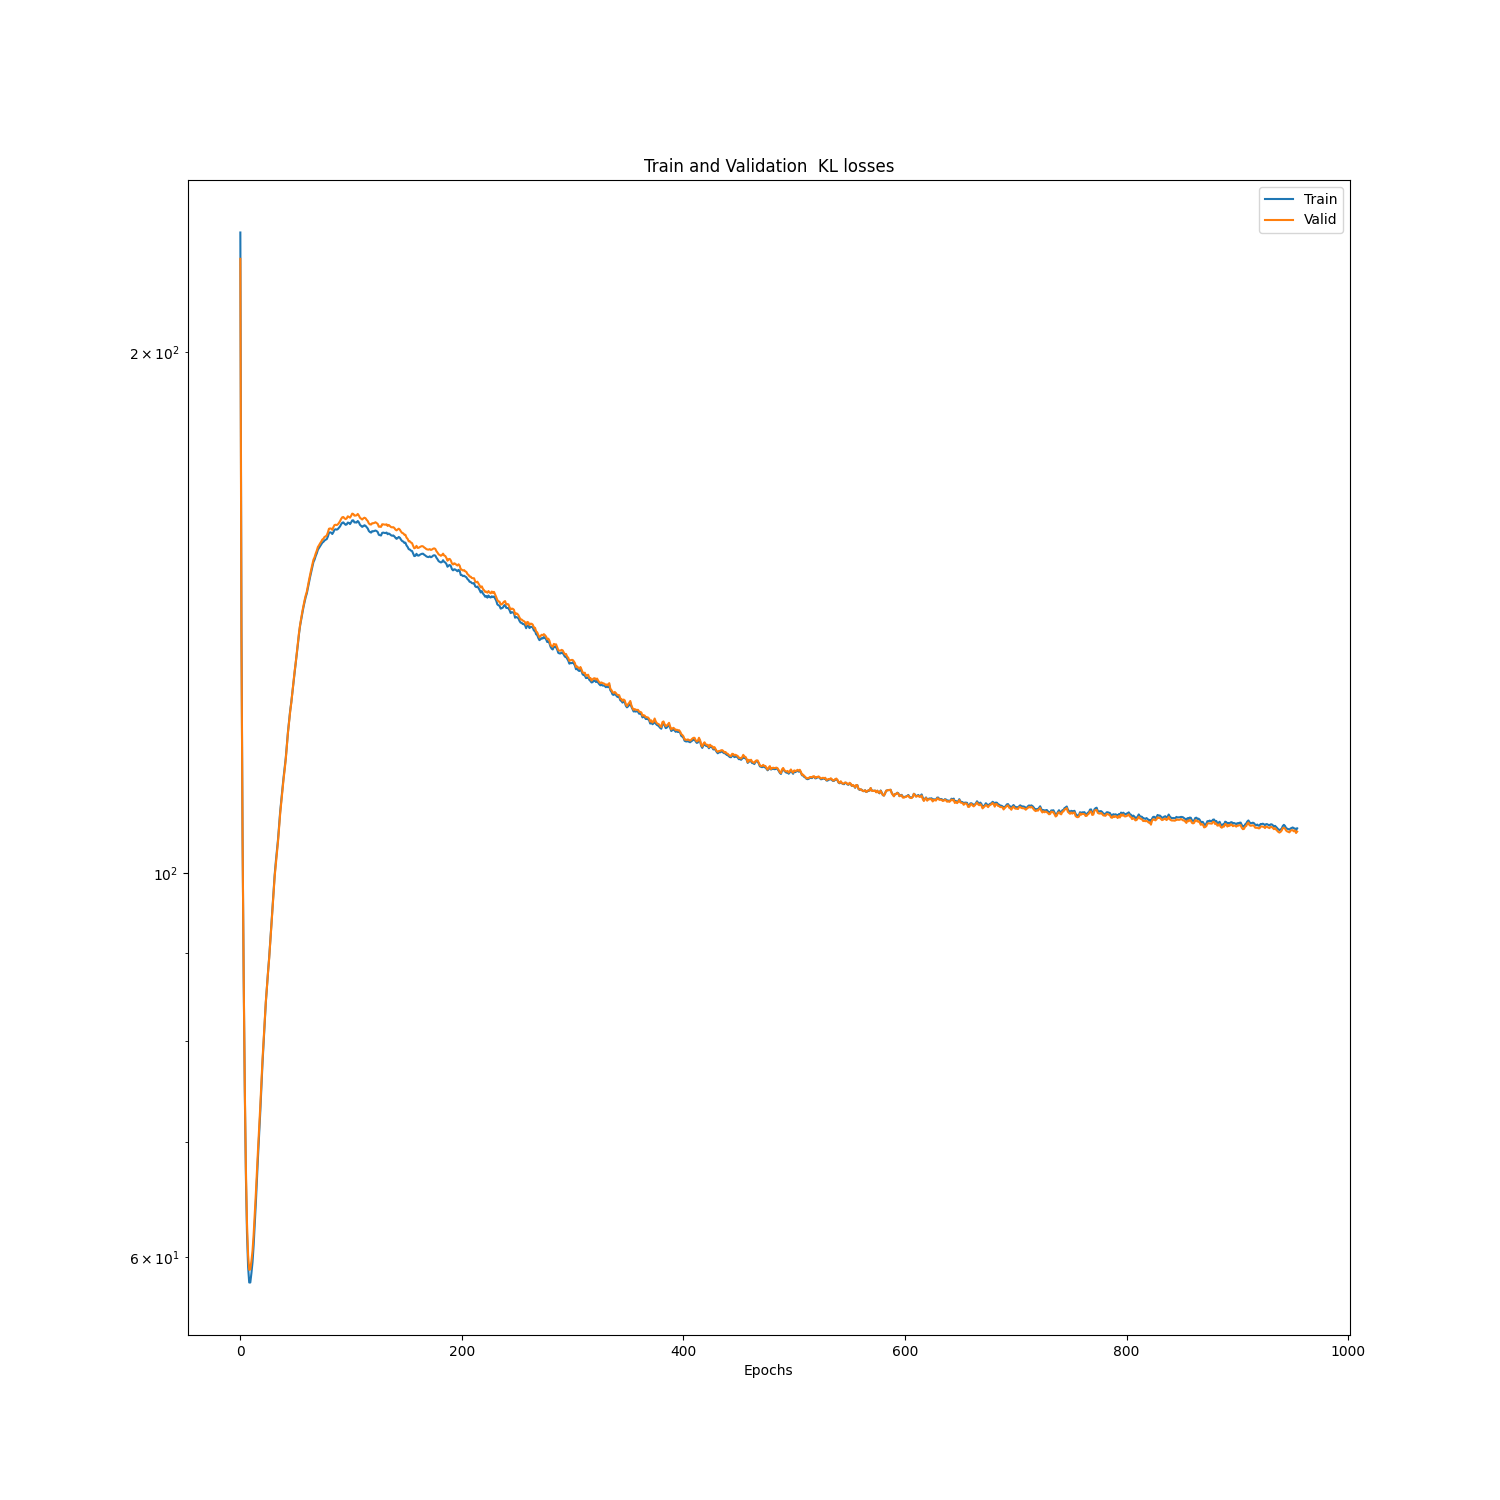 Train and Validation  KL losses
Train
Valid
2 × 10²
10²
6 × 10¹
0 200 400 600 800 1000
Epochs